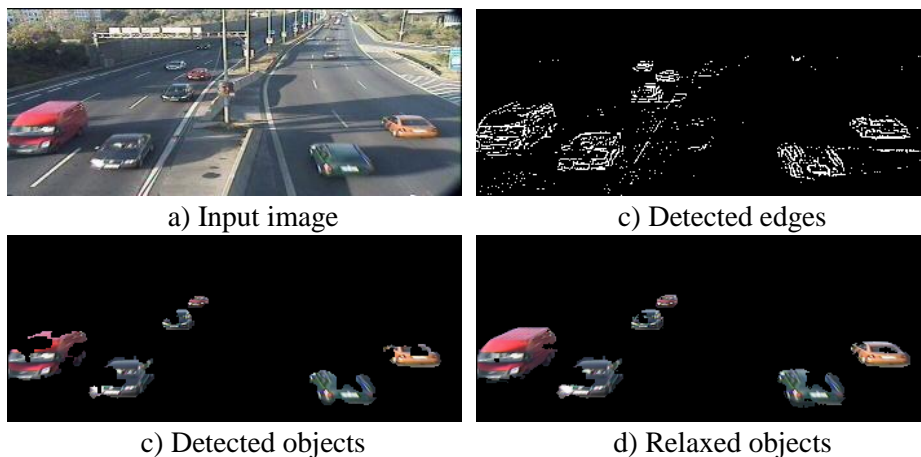 a) Input image
c) Detected edges
c) Detected objects
d) Relaxed objects